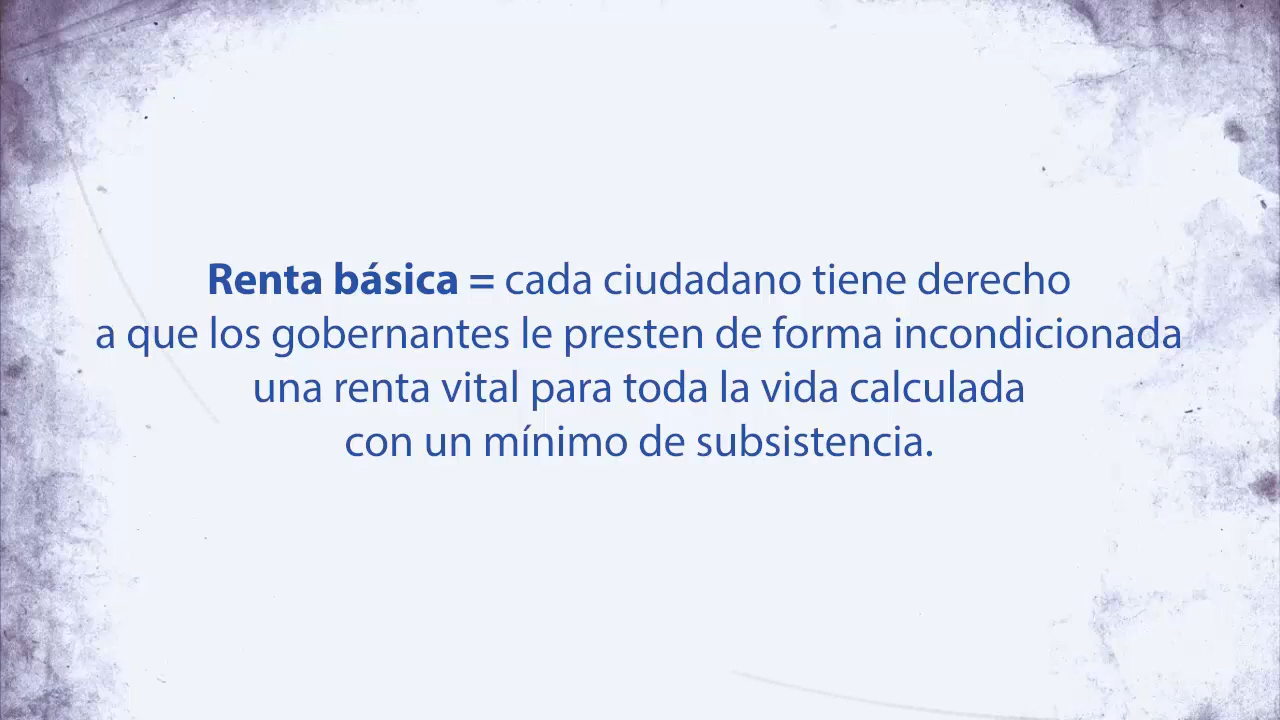 Renta básica = cada ciudadano tiene derecho
a que los gobernantes le presten de forma incondicionada
una renta vital para toda la vida calculada
con un mínimo de subsistencia.